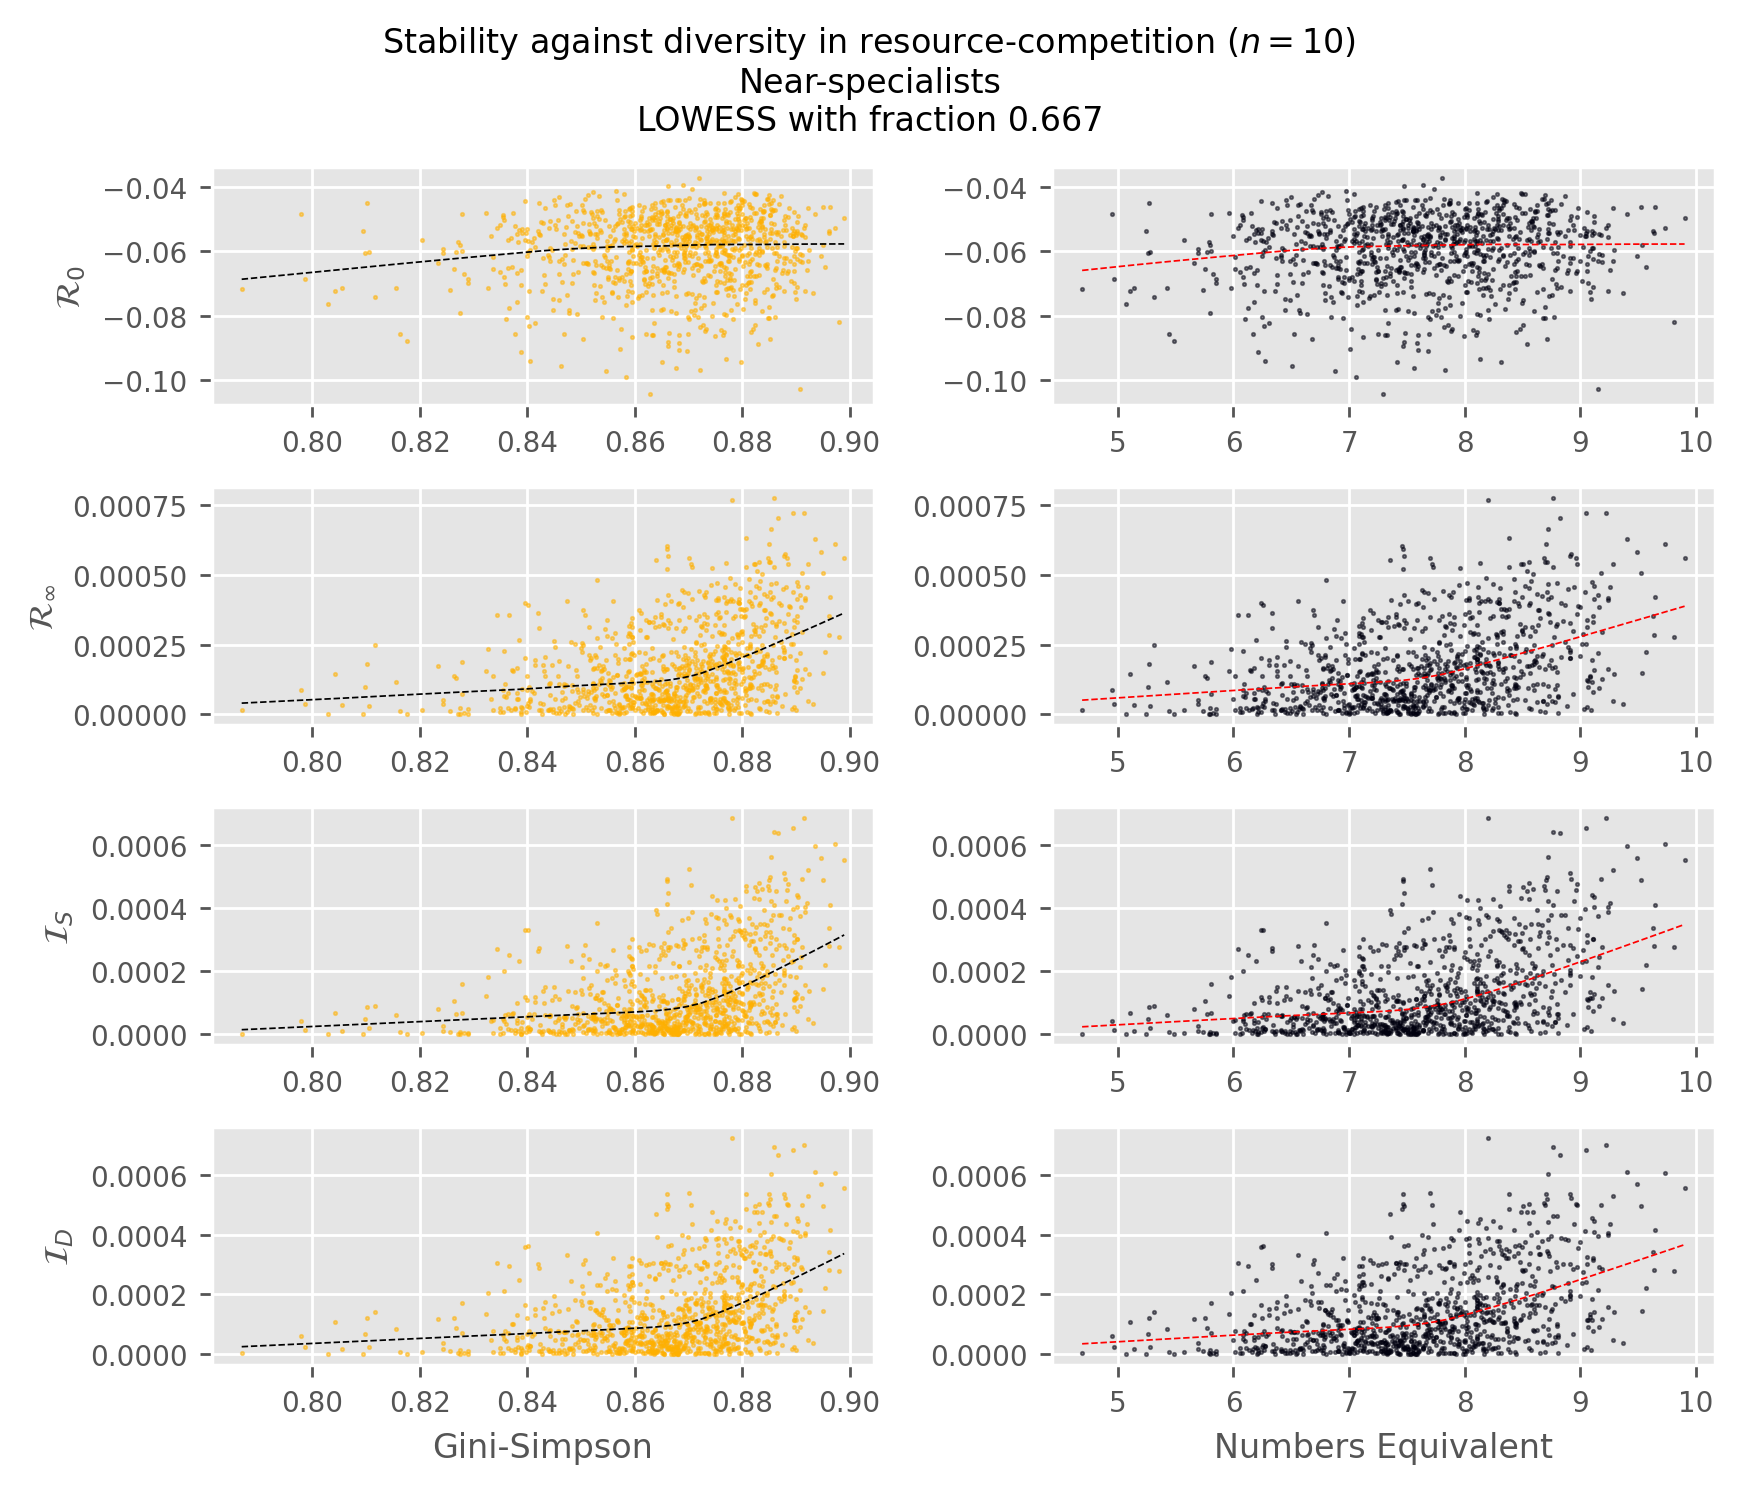 Stability against diversity in resource-competition (n = 10)
Near-specialists
LOWESS with fraction 0.667
R₀
−0.04
−0.06
−0.08
−0.10
0.80 0.82 0.84 0.86 0.88 0.90
−0.04
−0.06
−0.08
−0.10
5 6 7 8 9 10
R∞
0.00075
0.00050
0.00025
0.00000
0.80 0.82 0.84 0.86 0.88 0.90
0.00075
0.00050
0.00025
0.00000
5 6 7 8 9 10
I_S
0.0006
0.0004
0.0002
0.0000
0.80 0.82 0.84 0.86 0.88 0.90
0.0006
0.0004
0.0002
0.0000
5 6 7 8 9 10
I_D
0.0006
0.0004
0.0002
0.0000
0.80 0.82 0.84 0.86 0.88 0.90
Gini-Simpson
0.0006
0.0004
0.0002
0.0000
5 6 7 8 9 10
Numbers Equivalent